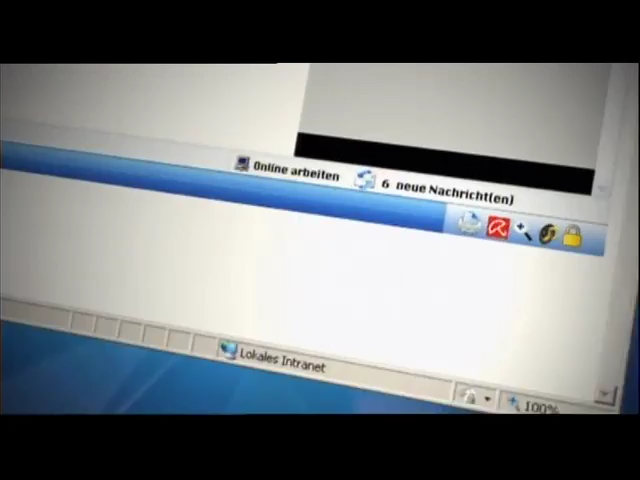 Online arbeiten
6 neue Nachricht(en)
Lokales Intranet
100%